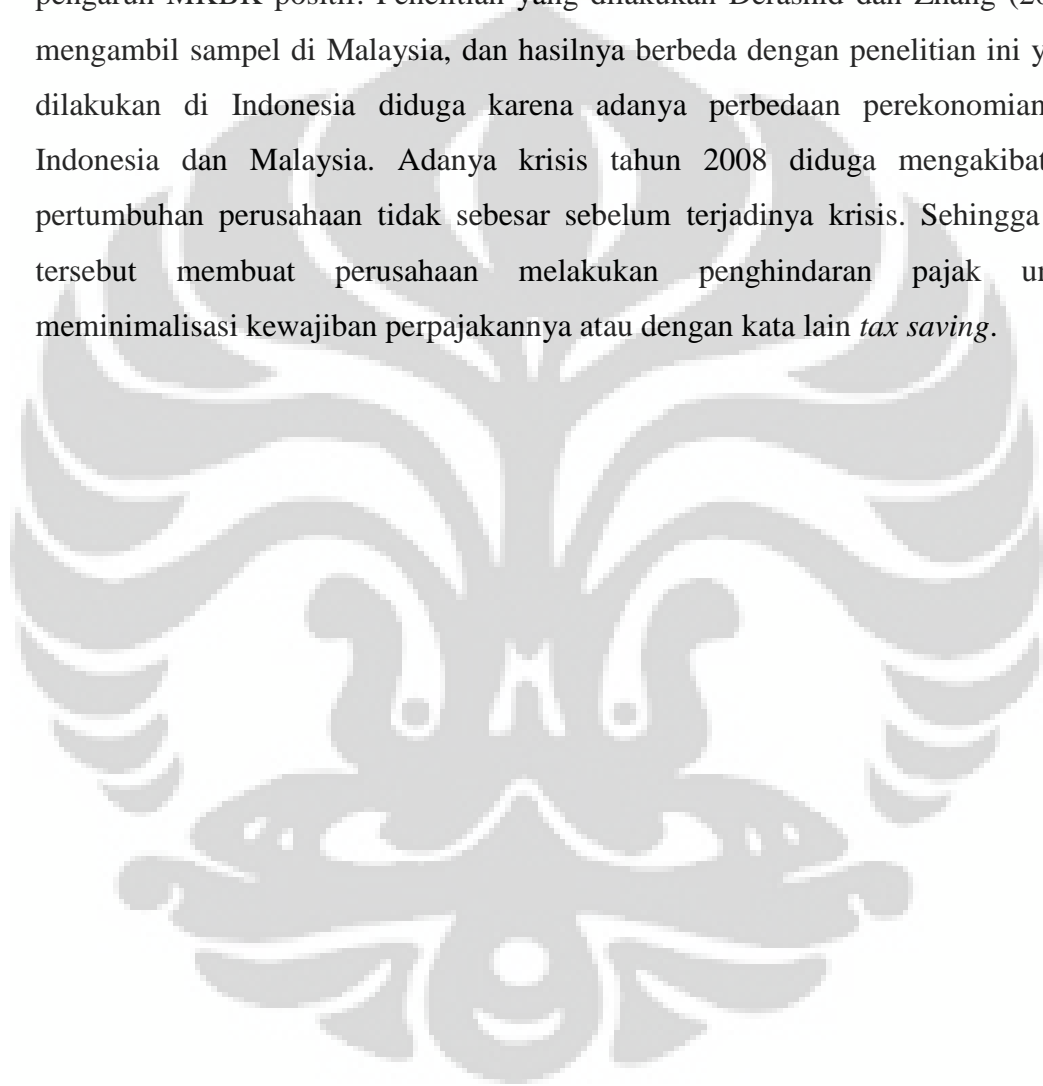 pengaruh MKBK positif. Penelitian yang dilakukan Derashid dan Zhang
mengambil sampel di Malaysia, dan hasilnya berbeda dengan penelitian ini
dilakukan di Indonesia diduga karena adanya perbedaan perekonomian
Indonesia dan Malaysia. Adanya krisis tahun 2008 diduga
pertumbuhan perusahaan tidak sebesar sebelum terjadinya krisis. Sehingga
tersebut membuat perusahaan melakukan penghindaran pajak
meminimalisasi kewajiban perpajakannya atau dengan kata lain tax saving.